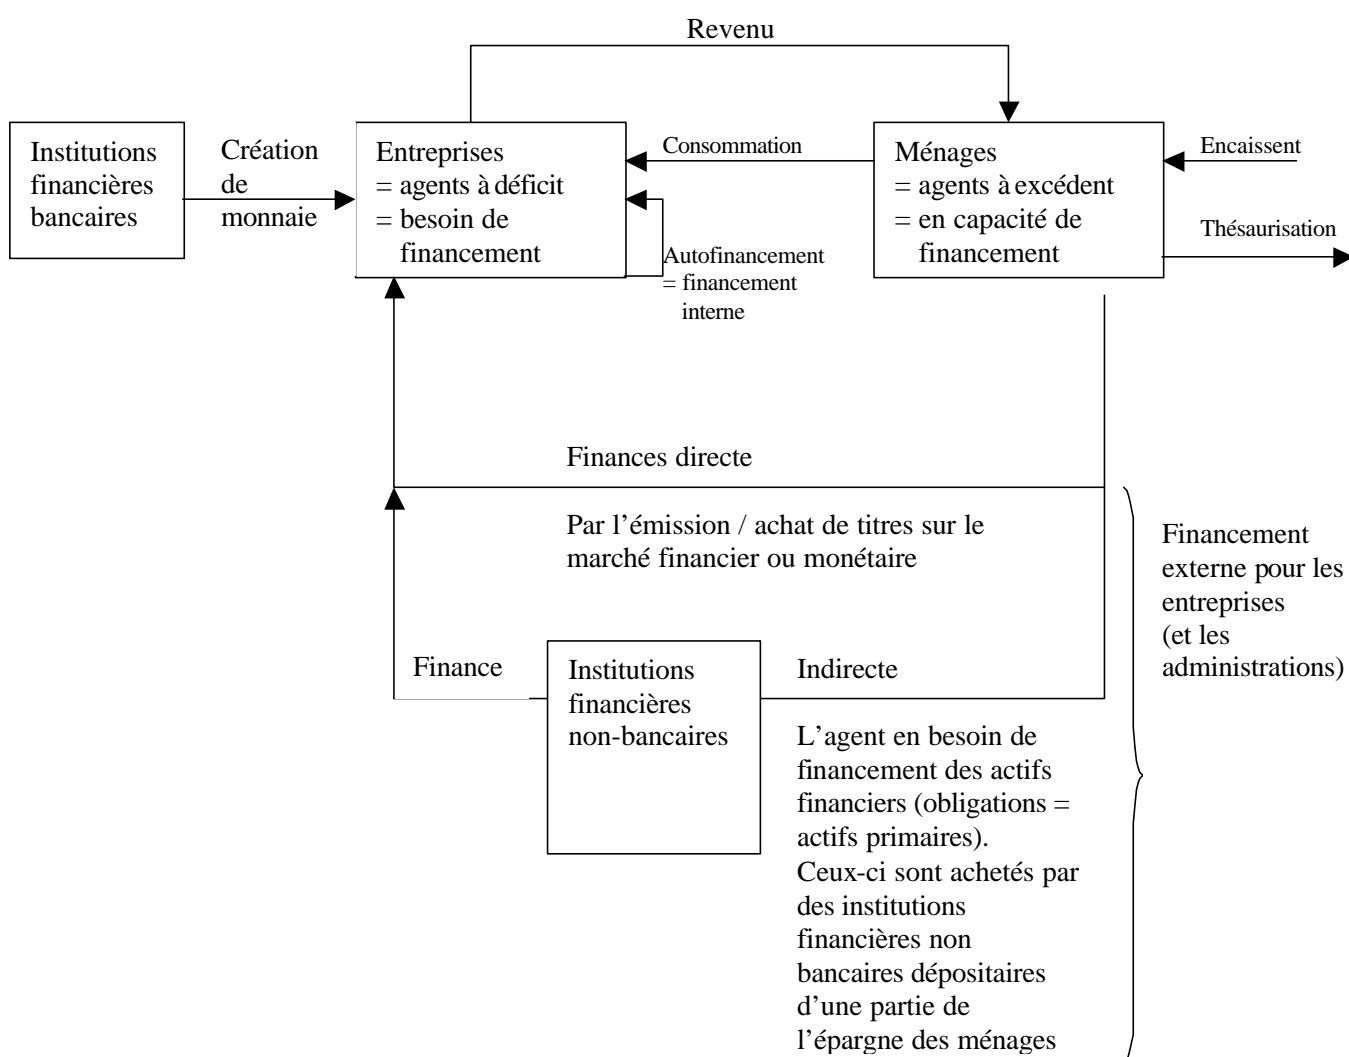 Revenu
Institutions
financières
bancaires
Création
de
monnaie
Entreprises
= agents à déficit
= besoin de
financement
Consommation
Autofinancement
= financement
interne
Ménages
= agents à excédent
= en capacité de
financement
Encaissent
Thésaurisation
Finances directe
Par l’émission / achat de titres sur le
marché financier ou monétaire
Financement
externe pour les
entreprises
(et les
administrations)
Finance
Institutions
financières
non-bancaires
Indirecte
L’agent en besoin de
financement des actifs
financiers (obligations =
actifs primaires).
Ceux-ci sont achetés par
des institutions
financières non
bancaires dépositaires
d’une partie de
l’épargne des ménages